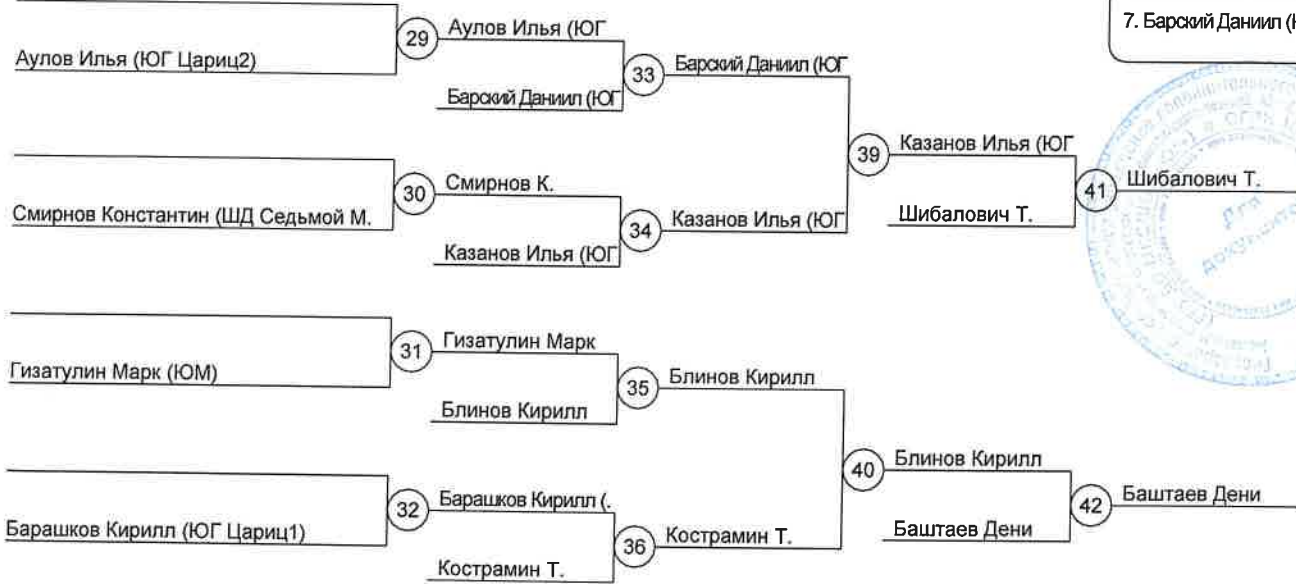 7. Барский Даниил (
29
Аулов Илья (ЮГ
Аулов Илья (ЮГ Цариц2)
33
Барский Даниил (ЮГ
Барский Даниил (ЮГ
39
Казанов Илья (ЮГ
30
Смирнов К.
41
Шибалович Т.
Смирнов Константин (ШД Седьмой М.
34
Казанов Илья (ЮГ
Шибалович Т.
Казанов Илья (ЮГ
Для
31
Гизатулин Марк
Гизатулин Марк (ЮМ)
35
Блинов Кирилл
Блинов Кирилл
40
Блинов Кирилл
32
Барашков Кирилл (.
42
Баштаев Дени
Барашков Кирилл (ЮГ Цариц1)
36
Кострамин Т.
Баштаев Дени
Кострамин Т.